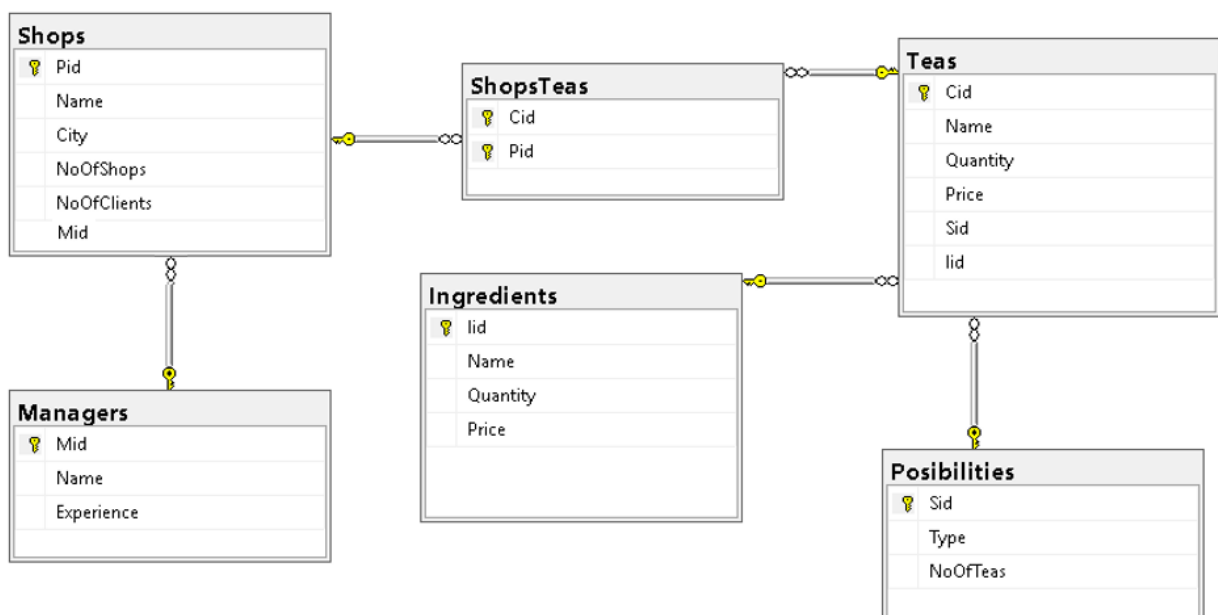 Shops
Pid
Name
City
NoOfShops
NoOfClients
Mid
ShopsTeas
Cid
Pid
Teas
Cid
Name
Quantity
Price
Sid
Iid
Ingredients
Iid
Name
Quantity
Price
Managers
Mid
Name
Experience
Posibilities
Sid
Type
NoOfTeas